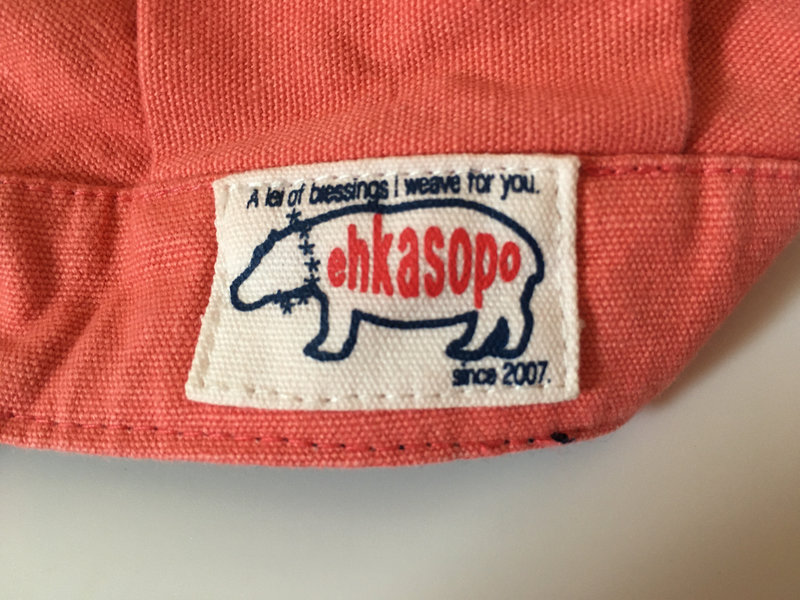 A lei of blessings I weave for you.
ehkasopo
since 2007.